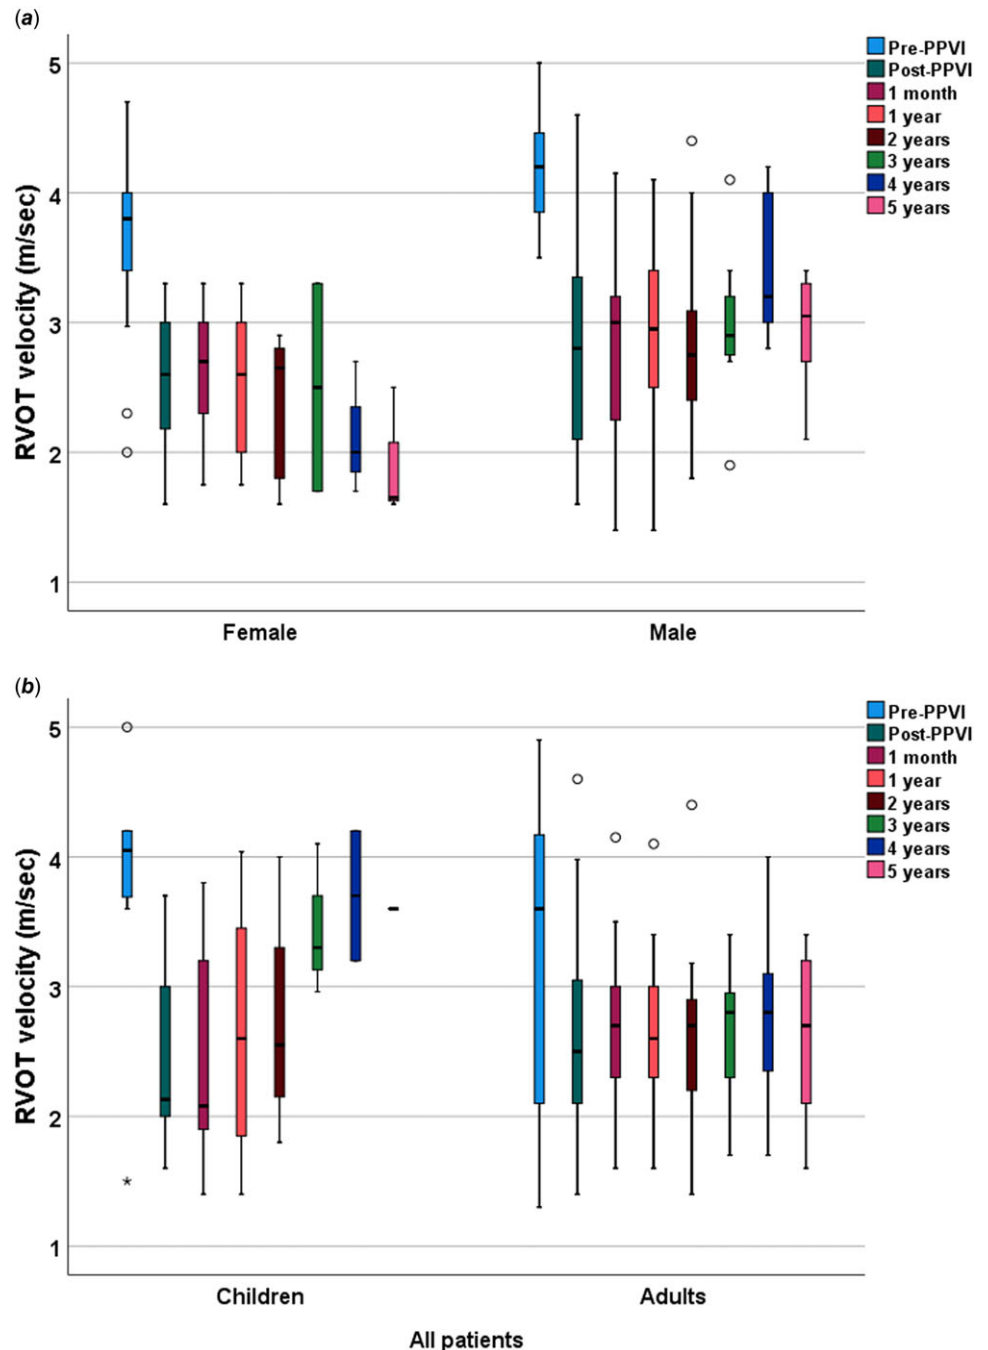 (a)
RVOT velocity (m/sec)
5
4
3
2
1
Female
Male
Pre-PPVI
Post-PPVI
1 month
1 year
2 years
3 years
4 years
5 years
(b)
RVOT velocity (m/sec)
5
4
3
2
1
Children
Adults
All patients
Pre-PPVI
Post-PPVI
1 month
1 year
2 years
3 years
4 years
5 years